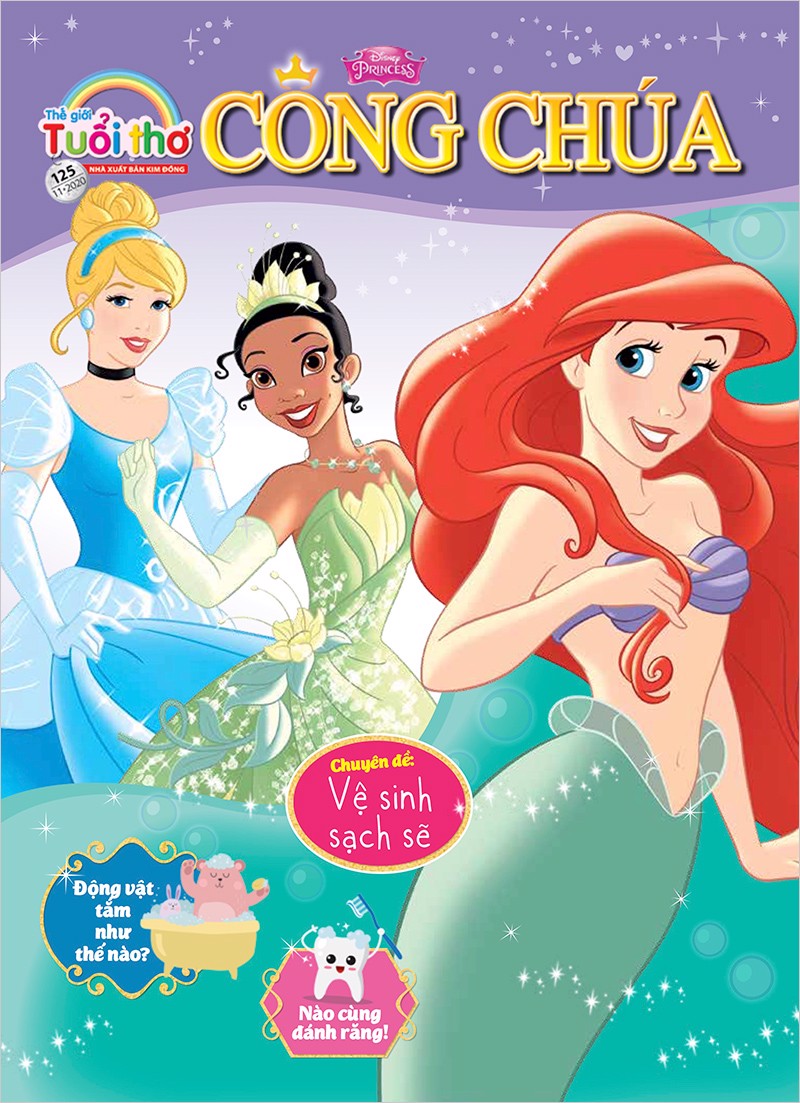 Disney
PRINCESS
Thế giới
Tuổi thơ
NHÀ XUẤT BẢN KIM ĐỒNG
125
11•2020
CÔNG CHÚA
Chuyên đề:
Vệ sinh
sạch sẽ
Động vật
tắm
như
thế nào?
Nào cùng
đánh răng!